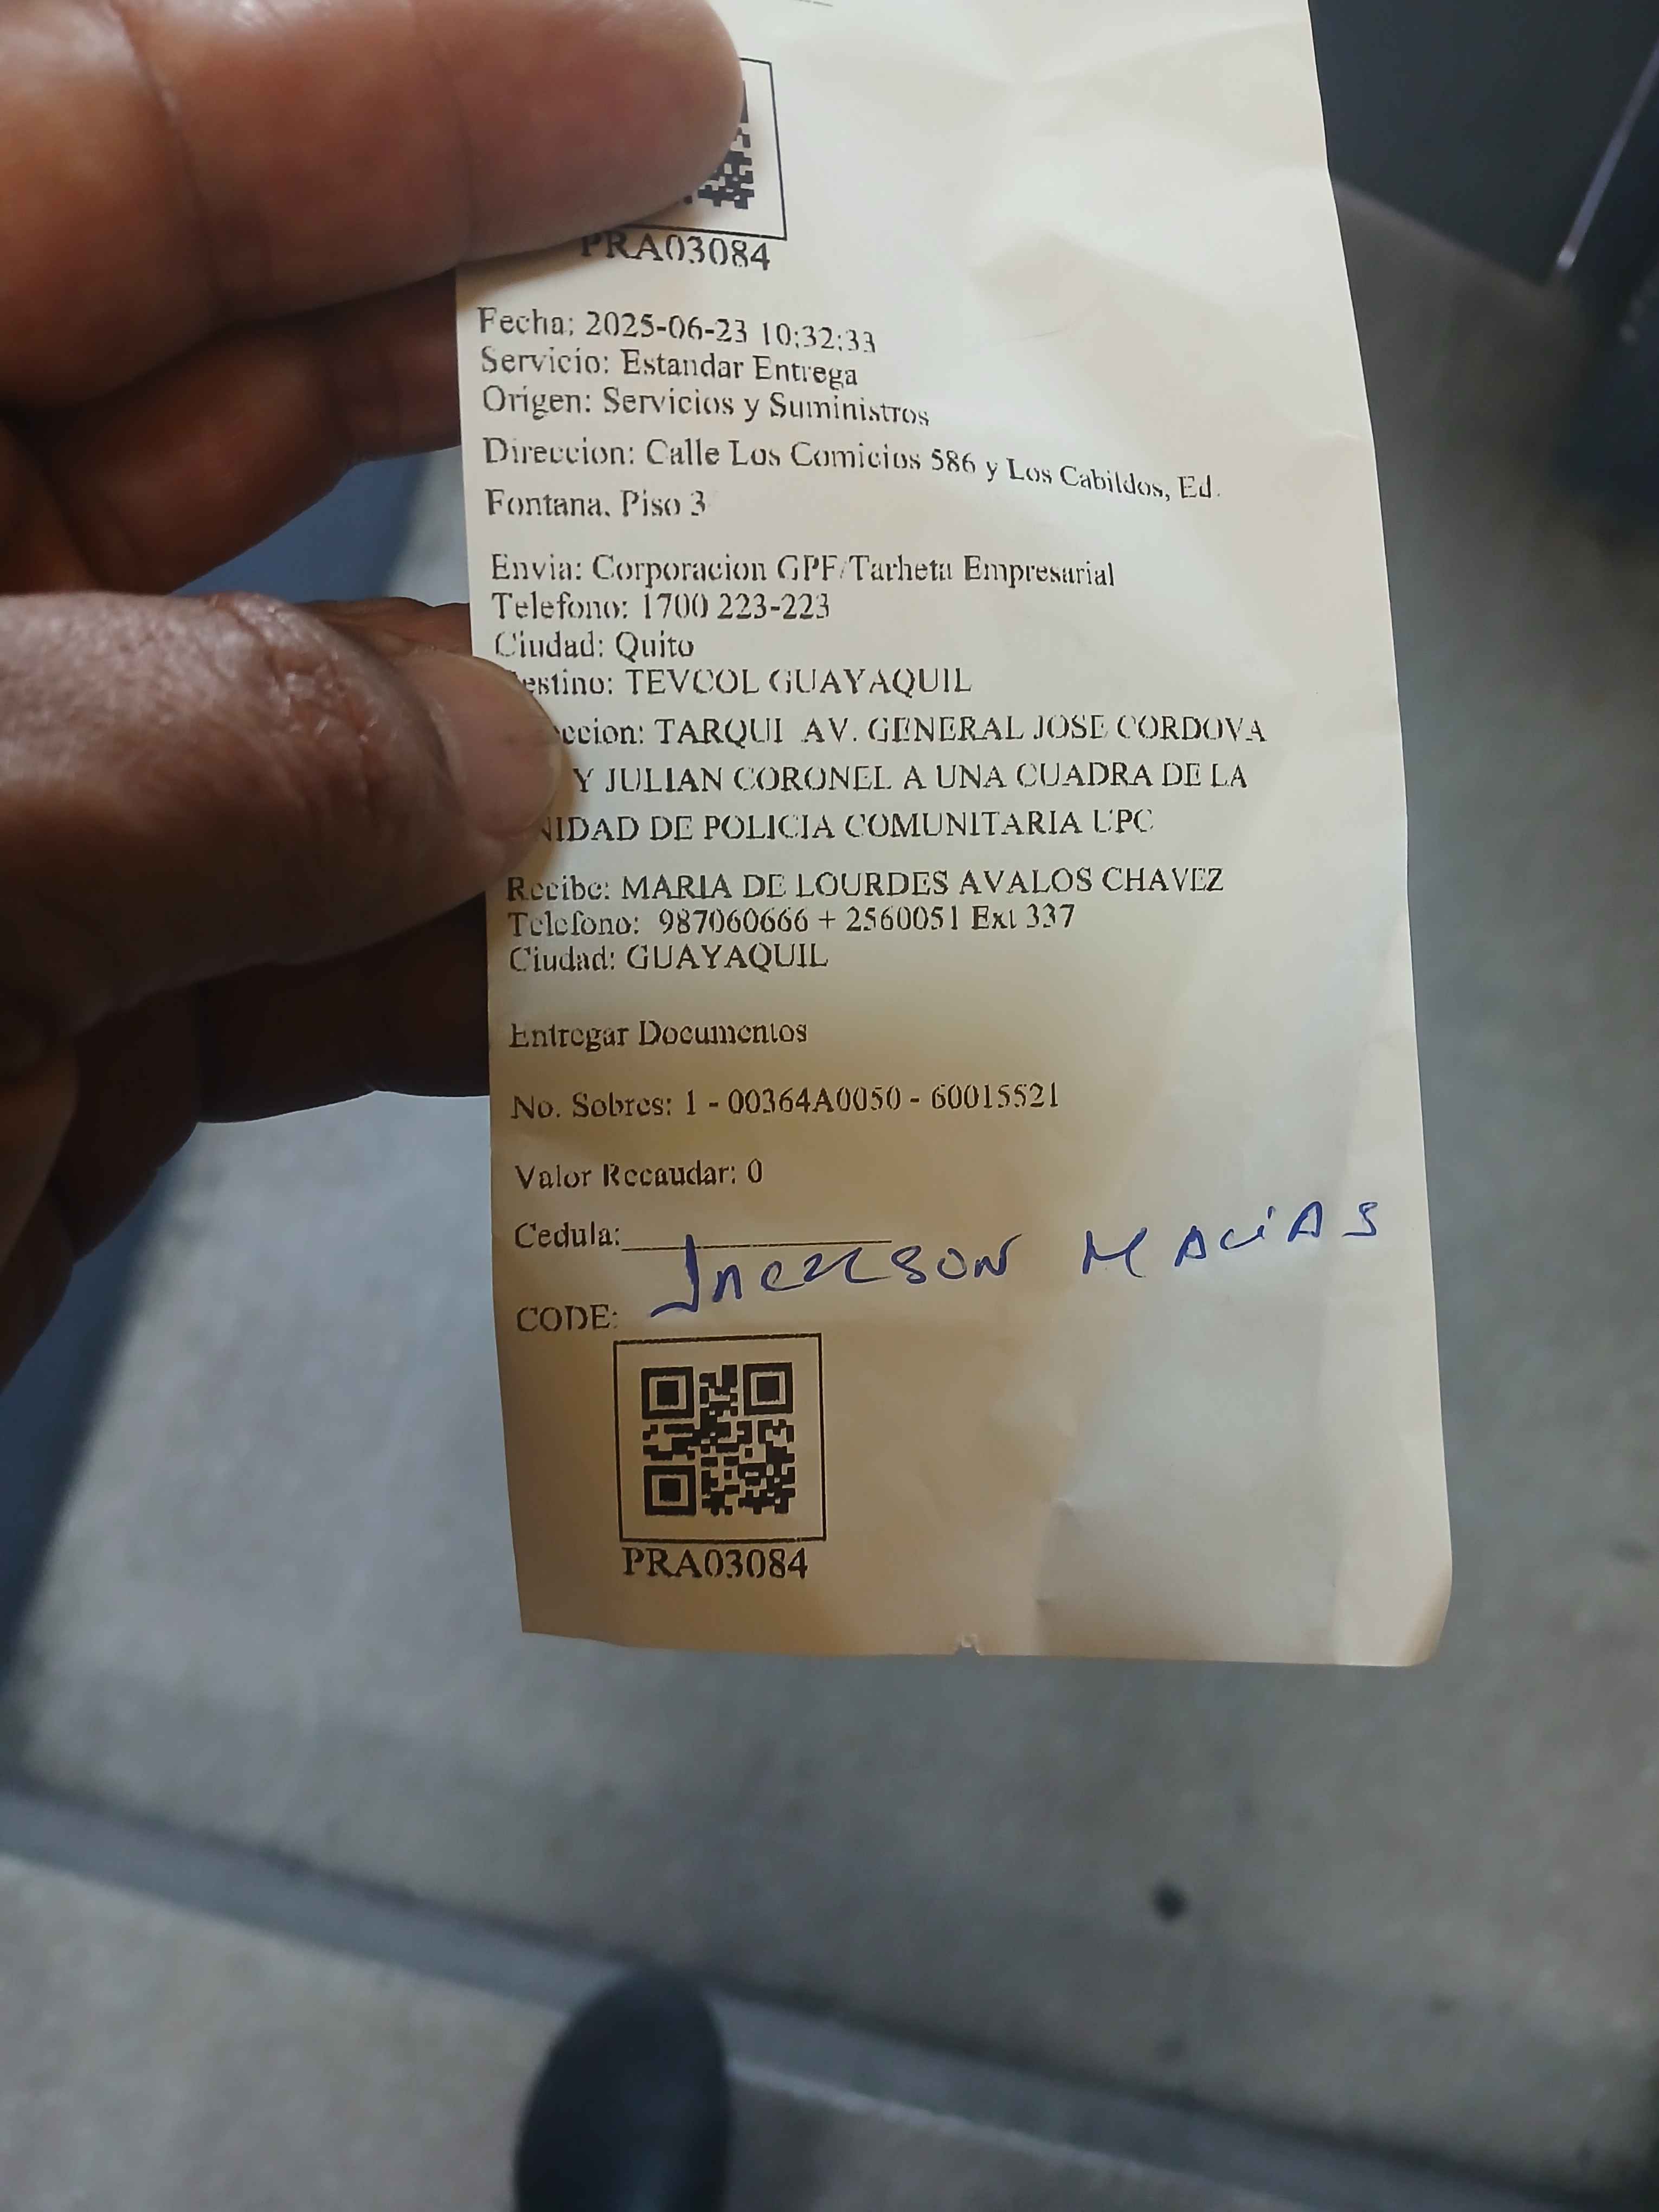 PRA03084
Fecha: 2025-06-23 10:32:33
Servicio: Estandar Entrega
Origen: Servicios y Suministros
Direccion: Calle Los Comicios 586 y Los Cabildos, Ed.
Fontana. Piso 3
Envia: Corporacion GPF/Tarheta Empresarial
Telefono: 1700 223-223
Ciudad: Quito
estino: TEVCOL GUAYAQUIL
eccion: TARQUI AV. GENERAL JOSE CORDOVA
Y JULIAN CORONEL A UNA CUADRA DE LA
NIDAD DE POLICIA COMUNITARIA UPC
Recibe: MARIA DE LOURDES AVALOS CHAVEZ
Telefono: 987060666 + 2560051 Ext 337
Ciudad: GUAYAQUIL
Entregar Documentos
No. Sobres: 1 - 00364A0050 - 60015521
Valor Recaudar: 0
Cedula:
MACíAS
CODE:
PRA03084